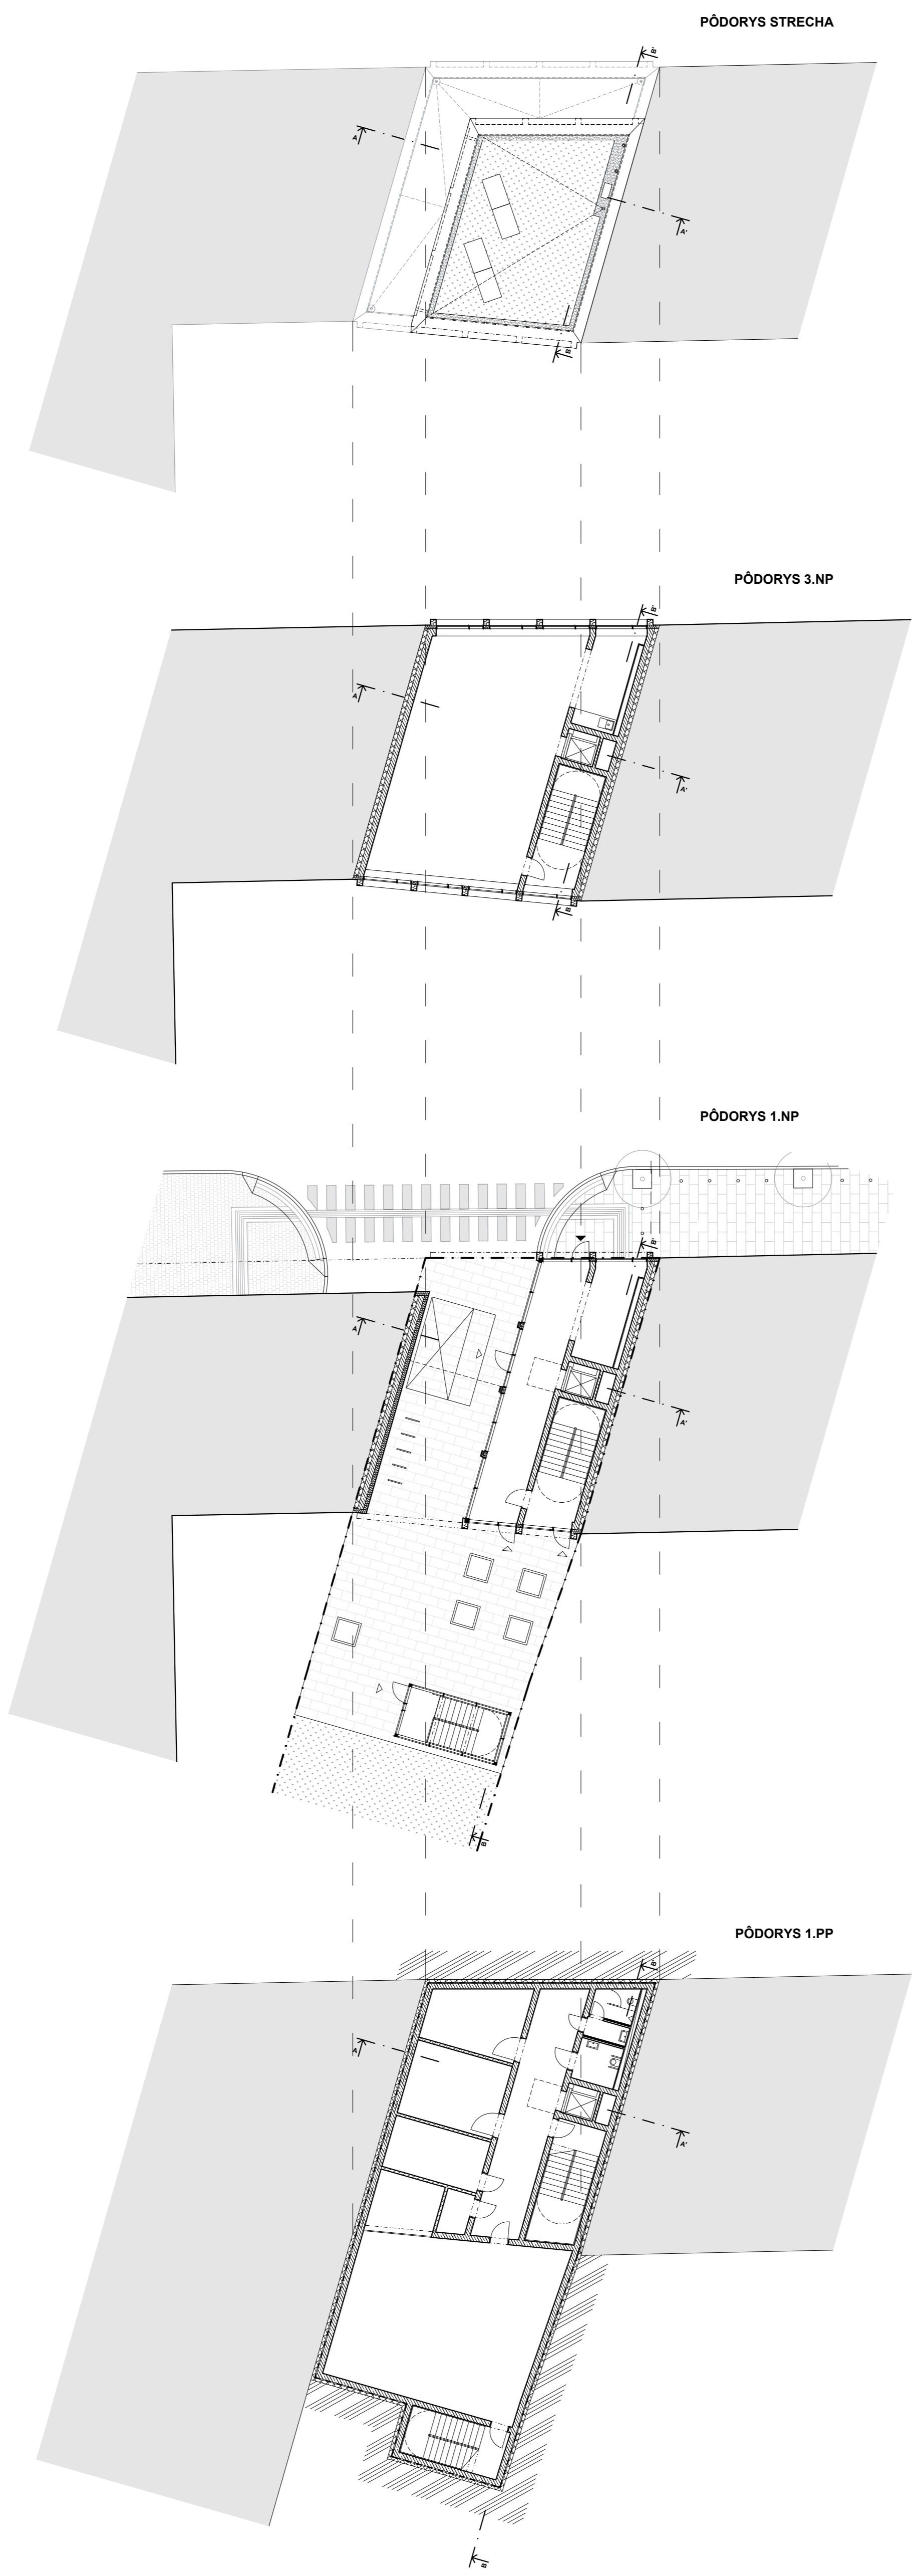 PÔDORYS STRECHA
B'
A
A'
B
PÔDORYS 3.NP
B'
A
A'
B
PÔDORYS 1.NP
B'
A
A'
B
PÔDORYS 1.PP
B'
A
A'
B